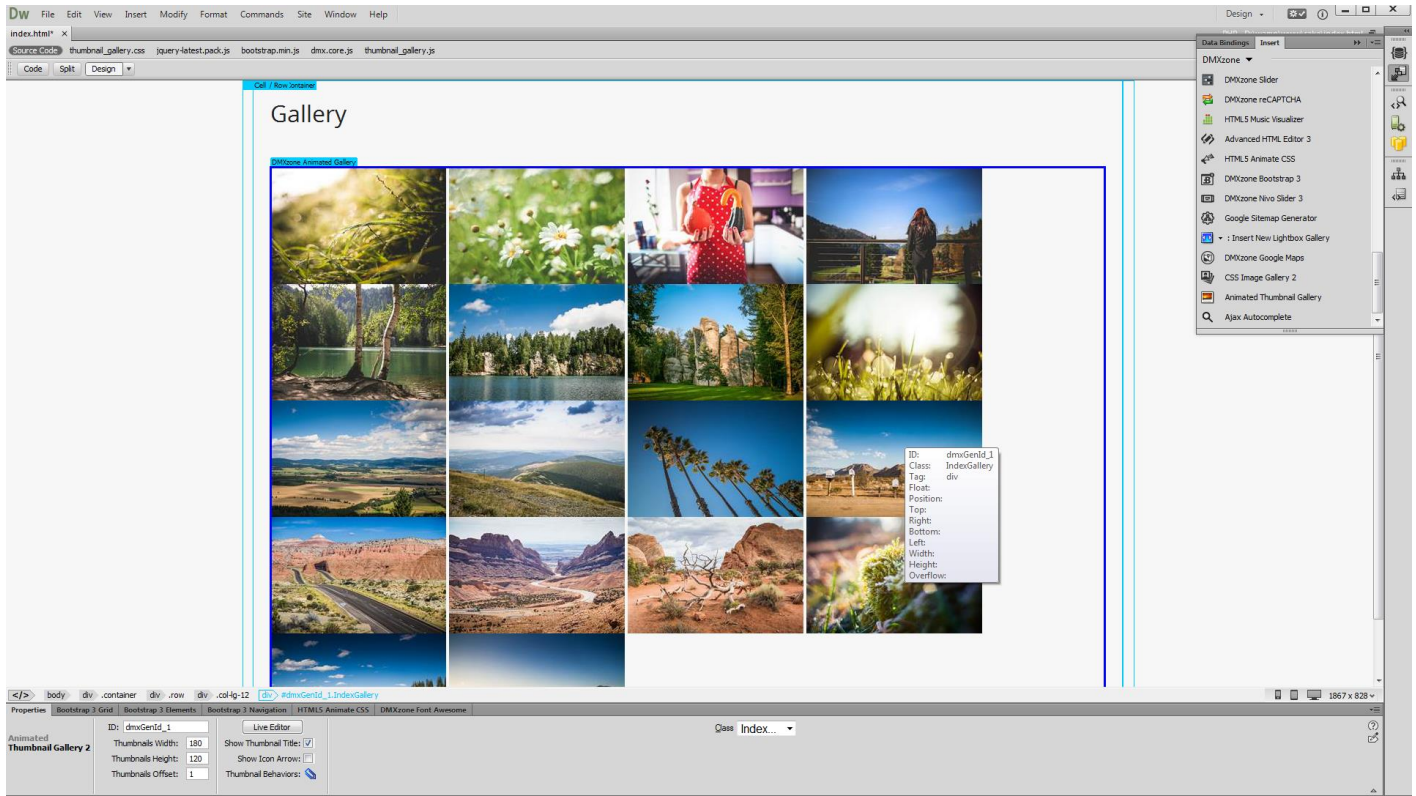 Dw File Edit View Insert Modify Format Commands Site Window Help
Design
index.html* ×
Source Code thumbnail_gallery.css jquery-latest.pack.js bootstrap.min.js dmx.core.js thumbnail_gallery.js
Code Split Design
Data Bindings Insert
DMXzone
DMXzone Slider
DMXzone reCAPTCHA
HTML5 Music Visualizer
Advanced HTML Editor 3
HTML5 Animate CSS
DMXzone Bootstrap 3
DMXzone Nivo Slider 3
Google Sitemap Generator
: Insert New Lightbox Gallery
DMXzone Google Maps
CSS Image Gallery 2
Animated Thumbnail Gallery
Ajax Autocomplete
Cell / Row
Gallery
DMXzone Animated Gallery
ID: dmxGenId_1
Class: IndexGallery
Tag: div
Float:
Position:
Top:
Right:
Bottom:
Left:
Width:
Height:
Overflow:
</> body div .container div .row div .col-lg-12 div #dmxGenId_1.IndexGallery
1867 x 828
Properties Bootstrap 3 Grid Bootstrap 3 Elements Bootstrap 3 Navigation HTML5 Animate CSS DMXzone Font Awesome
Animated
Thumbnail Gallery 2
ID: dmxGenId_1 Live Editor
Class Index...
Thumbnails Width: 180 Show Thumbnail Title:
Thumbnails Height: 120 Show Icon Arrow:
Thumbnails Offset: 1 Thumbnail Behaviors: